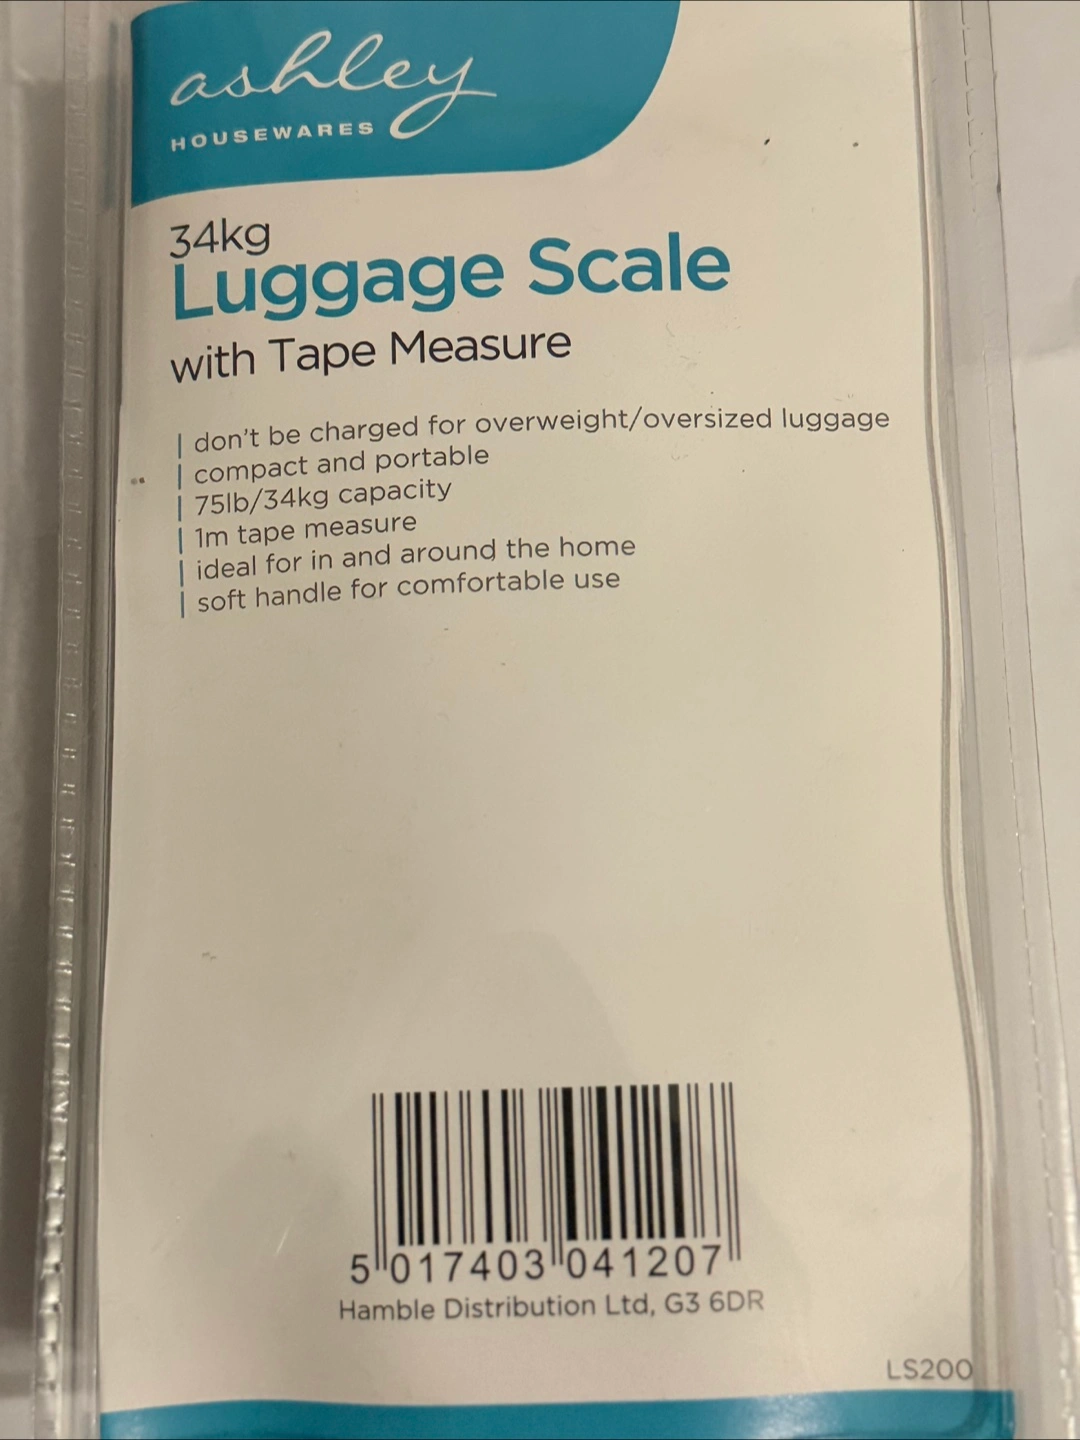 ashley
HOUSEWARES
34kg
Luggage Scale
with Tape Measure
| don't be charged for overweight/oversized luggage
| compact and portable
| 75lb/34kg capacity
| 1m tape measure
| ideal for in and around the home
| soft handle for comfortable use
5 017403 041207
Hamble Distribution Ltd, G3 6DR
LS200